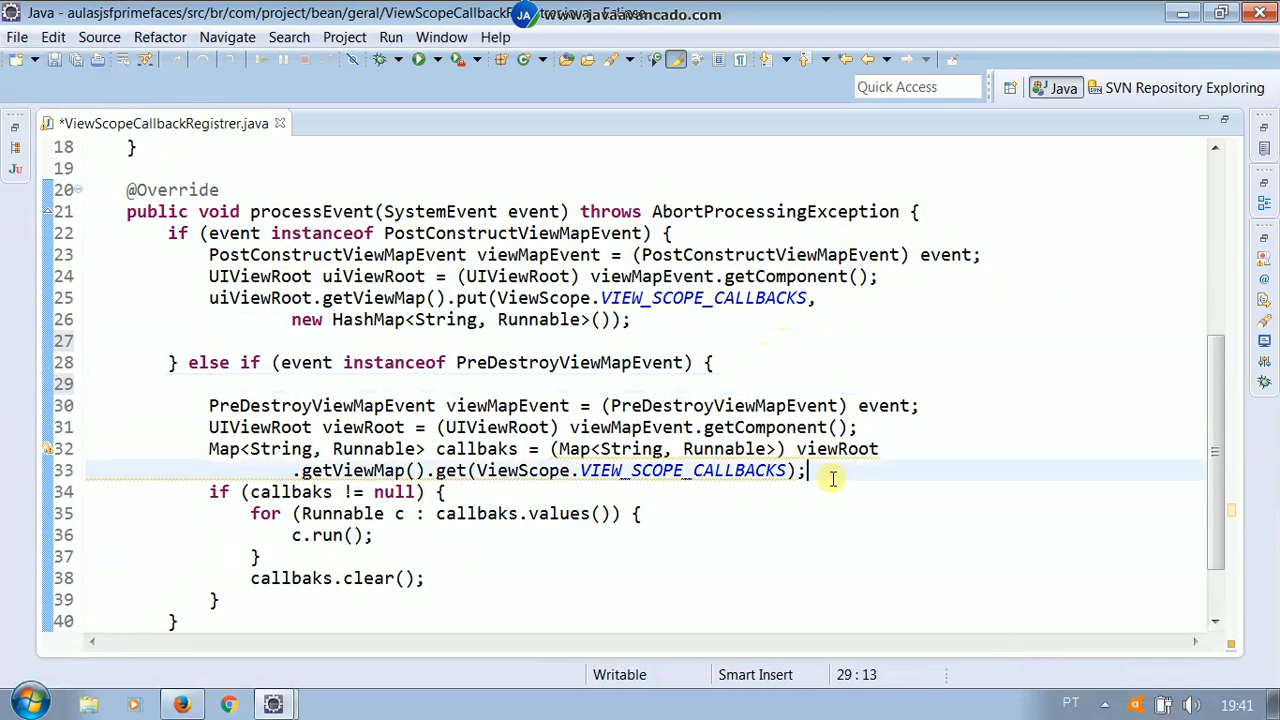 Java - aulasjsfprimefaces/src/br/com/project/bean/geral/ViewScopeCallbackR
JA www.javaavancado.com
File Edit Source Refactor Navigate Search Project Run Window Help
Quick Access
Java
SVN Repository Exploring
*ViewScopeCallbackRegistrer.java
Ju
18 }
19
20 @Override
21 public void processEvent(SystemEvent event) throws AbortProcessingException {
22 if (event instanceof PostConstructViewMapEvent) {
23 PostConstructViewMapEvent viewMapEvent = (PostConstructViewMapEvent) event;
24 UIViewRoot uiViewRoot = (UIViewRoot) viewMapEvent.getComponent();
25 uiViewRoot.getViewMap().put(ViewScope.VIEW_SCOPE_CALLBACKS,
26 new HashMap<String, Runnable>());
27
28 } else if (event instanceof PreDestroyViewMapEvent) {
29
30 PreDestroyViewMapEvent viewMapEvent = (PreDestroyViewMapEvent) event;
31 UIViewRoot viewRoot = (UIViewRoot) viewMapEvent.getComponent();
32 Map<String, Runnable> callbaks = (Map<String, Runnable>) viewRoot
33 .getViewMap().get(ViewScope.VIEW_SCOPE_CALLBACKS);
34 if (callbaks != null) {
35 for (Runnable c : callbaks.values()) {
36 c.run();
37 }
38 callbaks.clear();
39 }
40 }
Writable
Smart Insert
29 : 13
PT
19:41